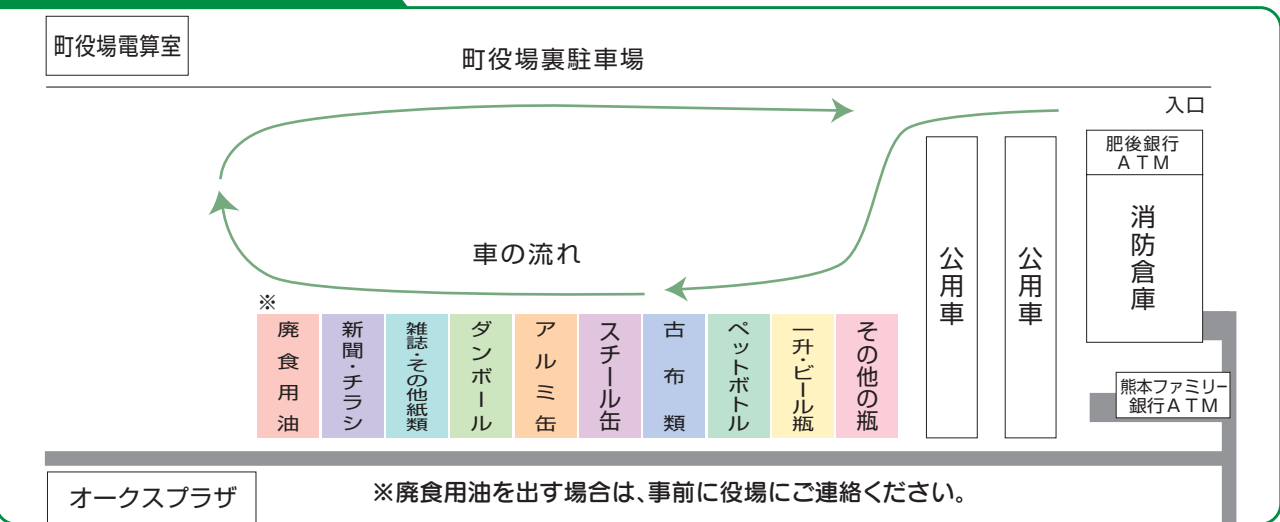 町役場電算室
町役場裏駐車場
入口
肥後銀行
ATM
消防倉庫
公用車
公用車
車の流れ
※
廃食用油
新聞・チラシ
雑誌・その他紙類
ダンボール
アルミ缶
スチール缶
古布類
ペットボトル
一升・ビール瓶
その他の瓶
熊本ファミリー
銀行ATM
オークスプラザ
※廃食用油を出す場合は、事前に役場にご連絡ください。